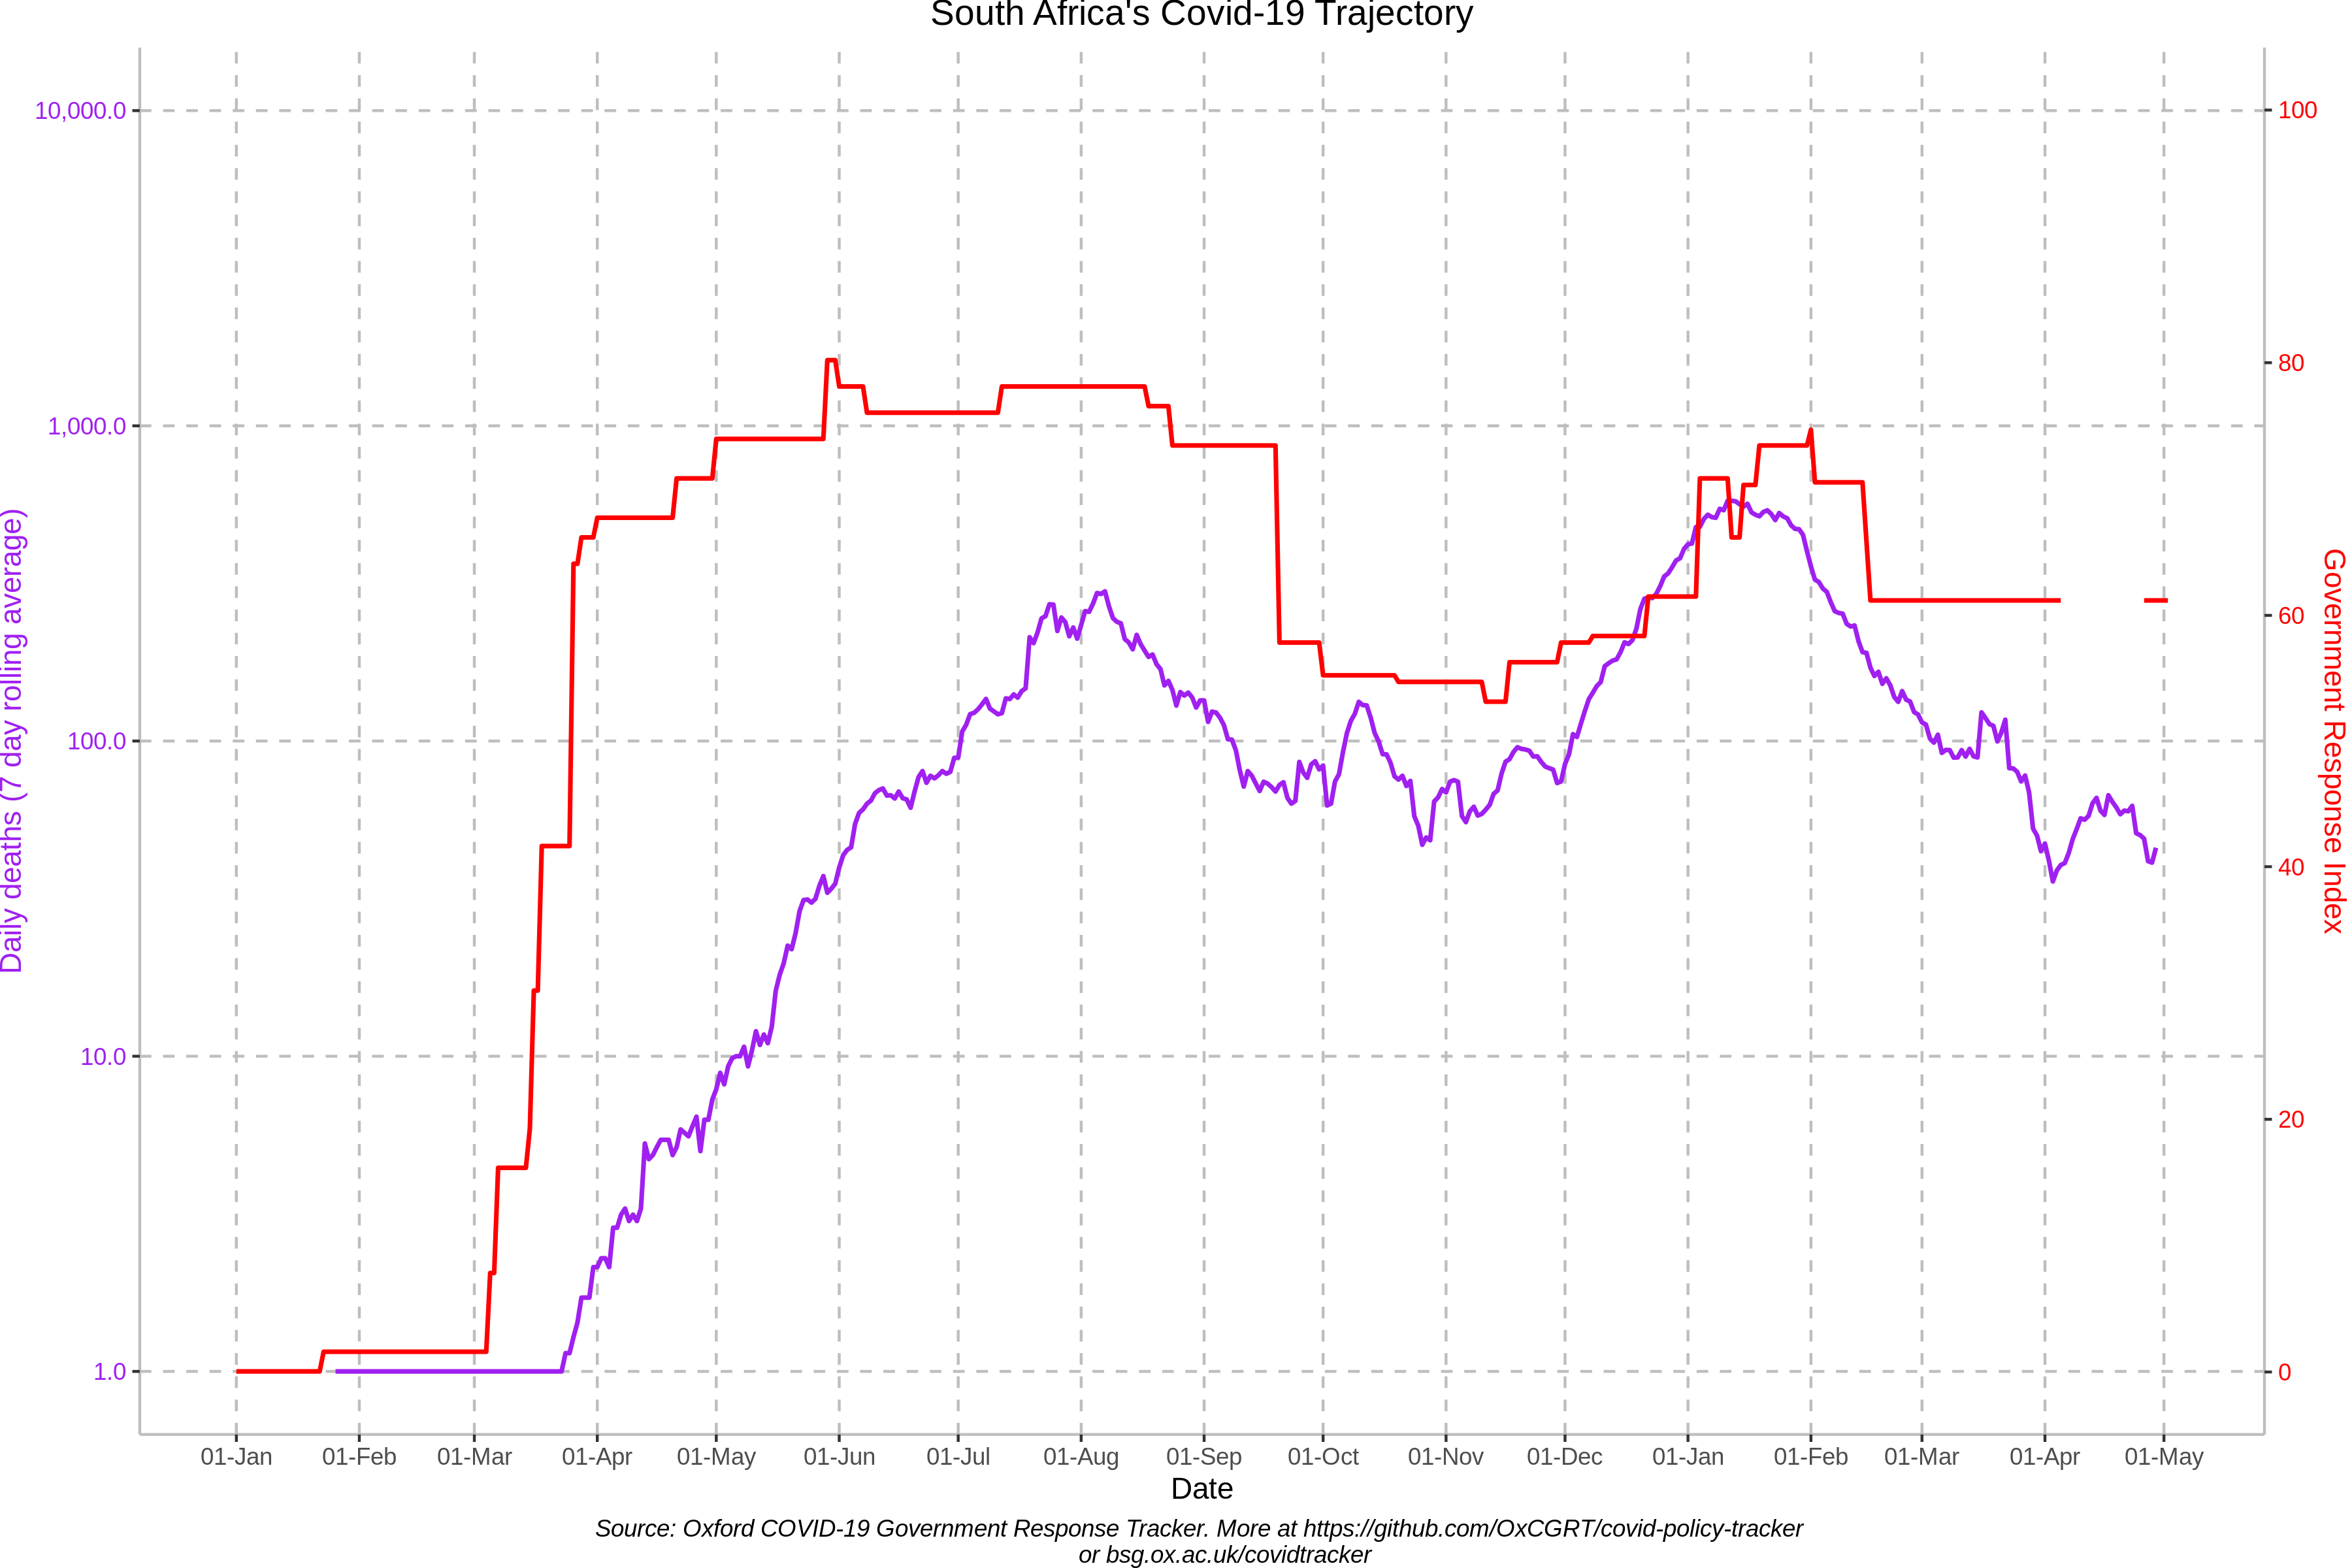 South Africa's Covid-19 Trajectory
10,000.0
1,000.0
100.0
10.0
1.0
Daily deaths (7 day rolling average)
100
80
60
40
20
0
Government Response Index
01-Jan 01-Feb 01-Mar 01-Apr 01-May 01-Jun 01-Jul 01-Aug 01-Sep 01-Oct 01-Nov 01-Dec 01-Jan 01-Feb 01-Mar 01-Apr 01-May
Date
Source: Oxford COVID-19 Government Response Tracker. More at https://github.com/OxCGRT/covid-policy-tracker
or bsg.ox.ac.uk/covidtracker